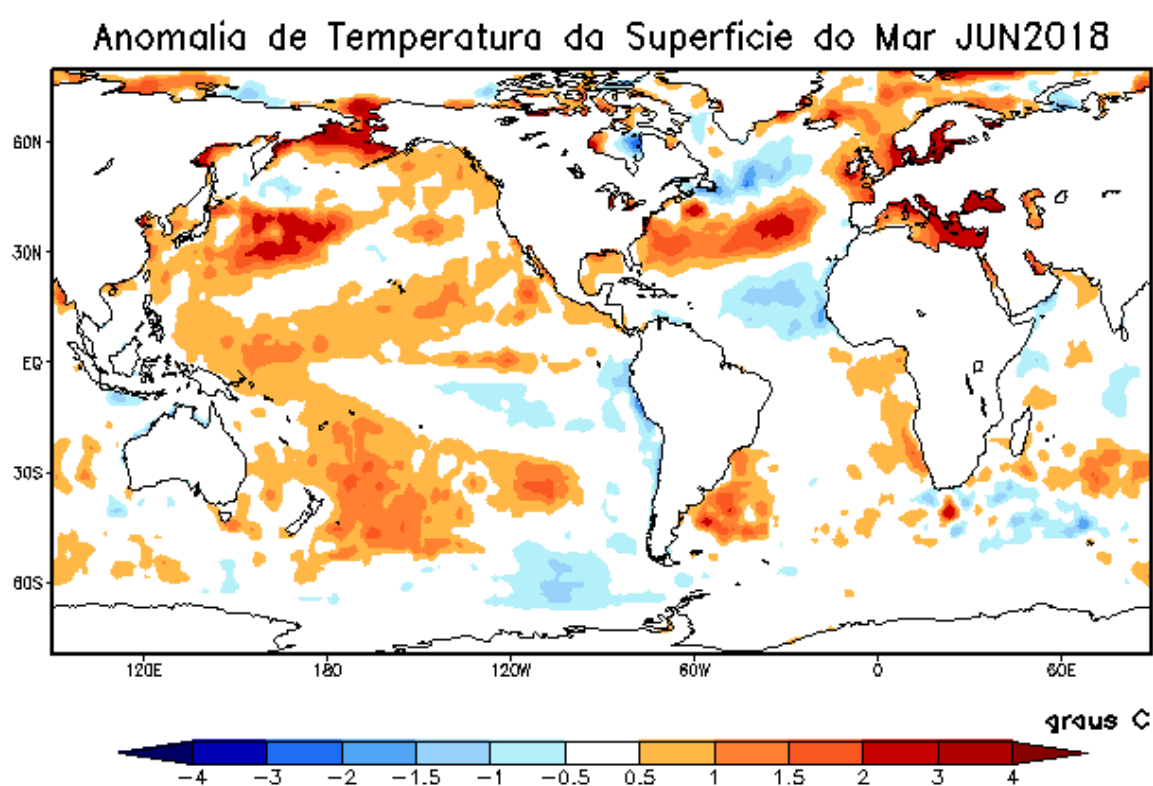 Anomalia de Temperatura da Superficie do Mar JUN2018
60N
30N
EQ
30S
60S
120E 180 120W 60W 0 60E
graus C
-4 -3 -2 -1.5 -1 -0.5 0.5 1 1.5 2 3 4